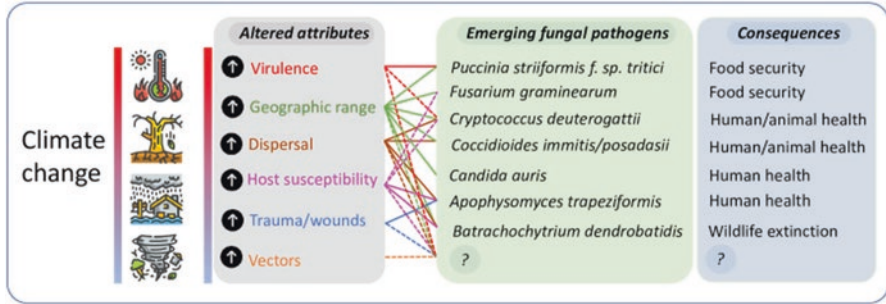 Altered attributes
Emerging fungal pathogens
Consequences
Climate
change
Virulence
Puccinia striiformis f. sp. tritici
Food security
Geographic range
Fusarium graminearum
Food security
Dispersal
Cryptococcus deuterogattii
Human/animal health
Host susceptibility
Coccidioides immitis/posadasii
Human/animal health
Trauma/wounds
Candida auris
Human health
Vectors
Apophysomyces trapeziformis
Human health
Batrachochytrium dendrobatidis
Wildlife extinction
?
?